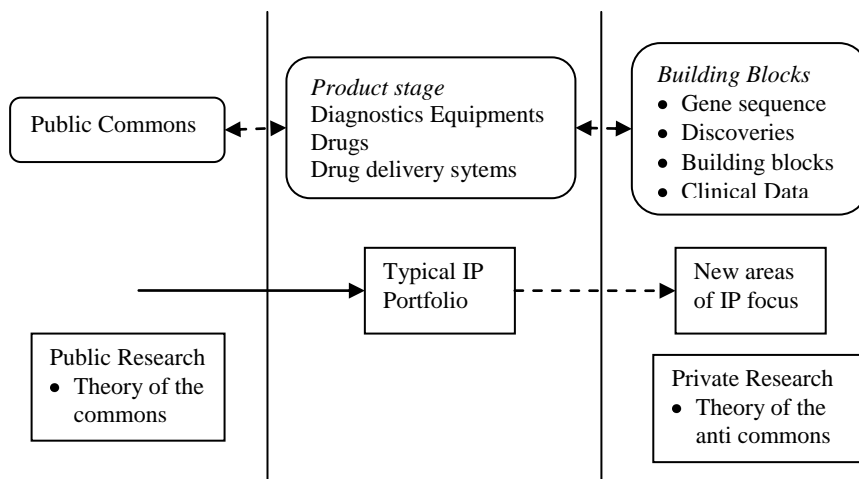 Public Commons
Product stage
Diagnostics Equipments
Drugs
Drug delivery sytems
Building Blocks
• Gene sequence
• Discoveries
• Building blocks
• Clinical Data
Typical IP
Portfolio
New areas
of IP focus
Public Research
• Theory of the
commons
Private Research
• Theory of the
anti commons